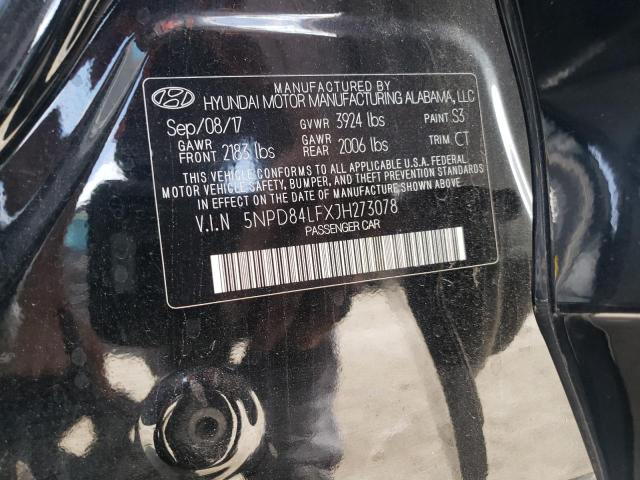 MANUFACTURED BY
HYUNDAI MOTOR MANUFACTURING ALABAMA, LLC
Sep/08/17 GVWR 3924 lbs PAINT S3
GAWR FRONT 2183 lbs GAWR REAR 2006 lbs TRIM CT
THIS VEHICLE CONFORMS TO ALL APPLICABLE U.S.A. FEDERAL
MOTOR VEHICLE SAFETY, BUMPER, AND THEFT PREVENTION STANDARDS
IN EFFECT ON THE DATE OF MANUFACTURE SHOWN ABOVE.
V.I.N 5NPD84LFXJH273078
PASSENGER CAR